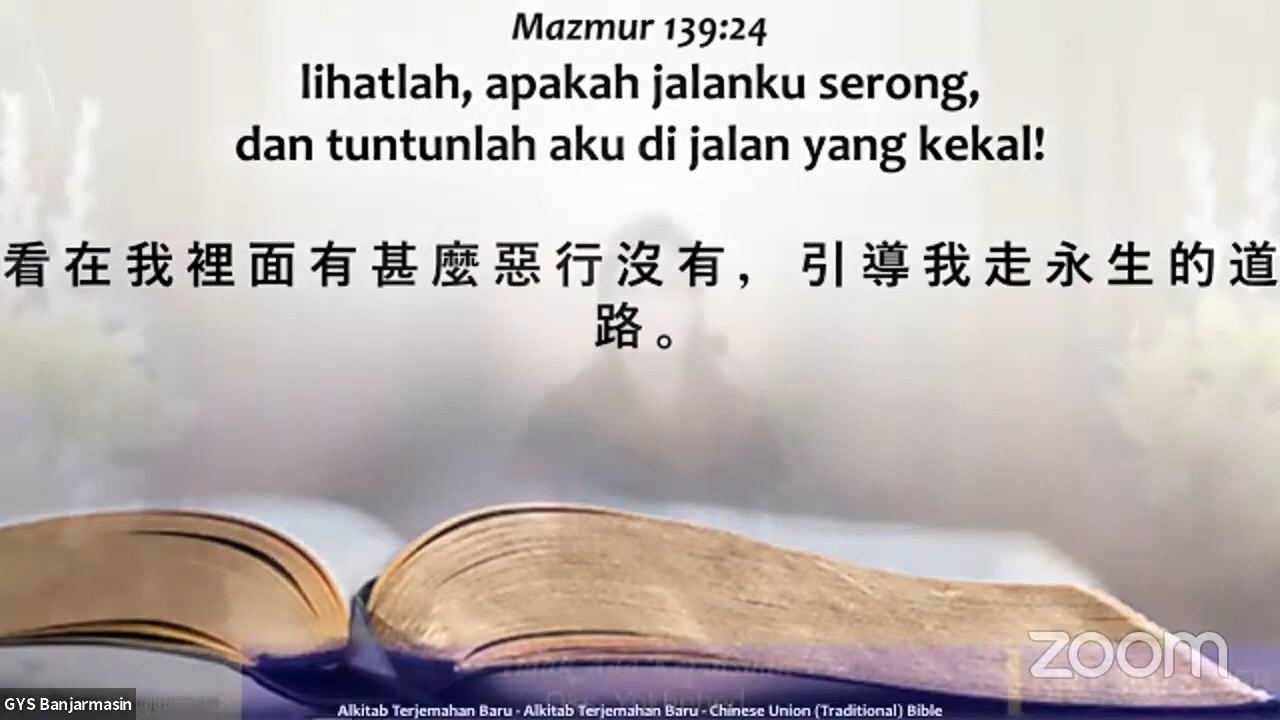 Mazmur 139:24
lihatlah, apakah jalanku serong,
dan tuntunlah aku di jalan yang kekal!
看在我裡面有甚麼惡行沒有，引導我走永生的道
路。
zoom
GYS Banjarmasin
Alkitab Terjemahan Baru - Alkitab Terjemahan Baru - Chinese Union (Traditional) Bible